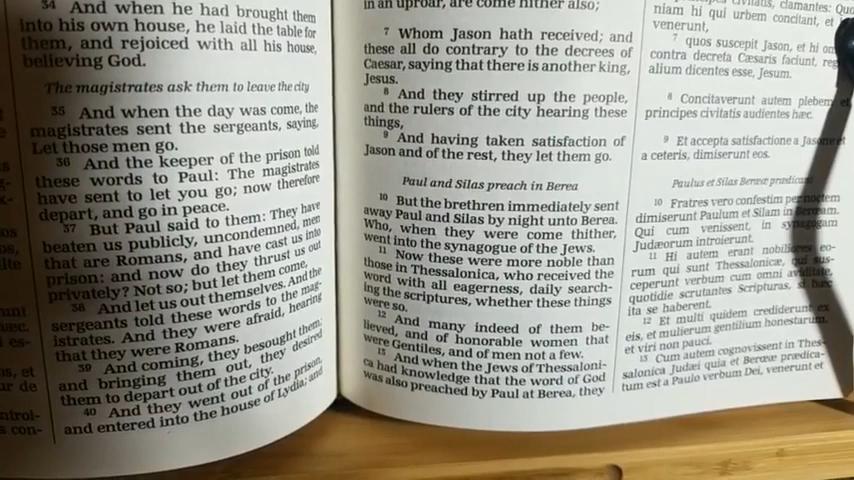 34 And when he had brought them
into his own house, he laid the table for
them, and rejoiced with all his house,
believing God.
The magistrates ask them to leave the city
35 And when the day was come, the
magistrates sent the sergeants, saying,
Let those men go.
36 And the keeper of the prison told
these words to Paul: The magistrates
have sent to let you go; now therefore
depart, and go in peace.
37 But Paul said to them: They have
beaten us publicly, uncondemned, men
that are Romans, and have cast us into
prison: and now do they thrust us out
privately? Not so; but let them come,
38 And let us out themselves. And the
sergeants told these words to the mag-
istrates. And they were afraid, hearing
that they were Romans.
39 And coming, they besought them;
and bringing them out, they desired
them to depart out of the city.
40 And they went out of the prison,
and entered into the house of Lydia; and
in an uproar, are come hither also;
7 Whom Jason hath received; and
these all do contrary to the decrees of
Caesar, saying that there is another king,
Jesus.
8 And they stirred up the people,
and the rulers of the city hearing these
things,
9 And having taken satisfaction of
Jason and of the rest, they let them go.
Paul and Silas preach in Berea
10 But the brethren immediately sent
away Paul and Silas by night unto Berea.
Who, when they were come thither,
went into the synagogue of the Jews.
11 Now these were more noble than
those in Thessalonica, who received the
word with all eagerness, daily search-
ing the scriptures, whether these things
were so.
12 And many indeed of them be-
lieved, and of honorable women that
were Gentiles, and of men not a few.
13 And when the Jews of Thessaloni-
ca had knowledge that the word of God
was also preached by Paul at Berea, they
niam hi qui urbem concitant, et
venerunt,
7 quos suscepit Jason, et hi
contra decreta Cæsaris faciunt,
alium dicentes esse, Jesum.
8 Concitaverunt autem plebem
principes civitatis audientes hæc.
9 Et accepta satisfactione a Jasone
a ceteris, dimiserunt eos.
Paulus et Silas Berœæ prædicant
10 Fratres vero confestim per noctem
dimiserunt Paulum et Silam in Berœam.
Qui cum venissent, in synagogam
Judæorum introierunt.
11 Hi autem erant nobiliores eo-
rum qui sunt Thessalonicæ, qui sus-
ceperunt verbum cum omni aviditate,
quotidie scrutantes Scripturas, si hæc
ita se haberent.
12 Et multi quidem crediderunt ex
eis, et mulierum gentilium honestarum,
et viri non pauci.
13 Cum autem cognovissent in Thes-
salonica Judæi quia et Berœæ prædica-
tum est a Paulo verbum Dei, venerunt et